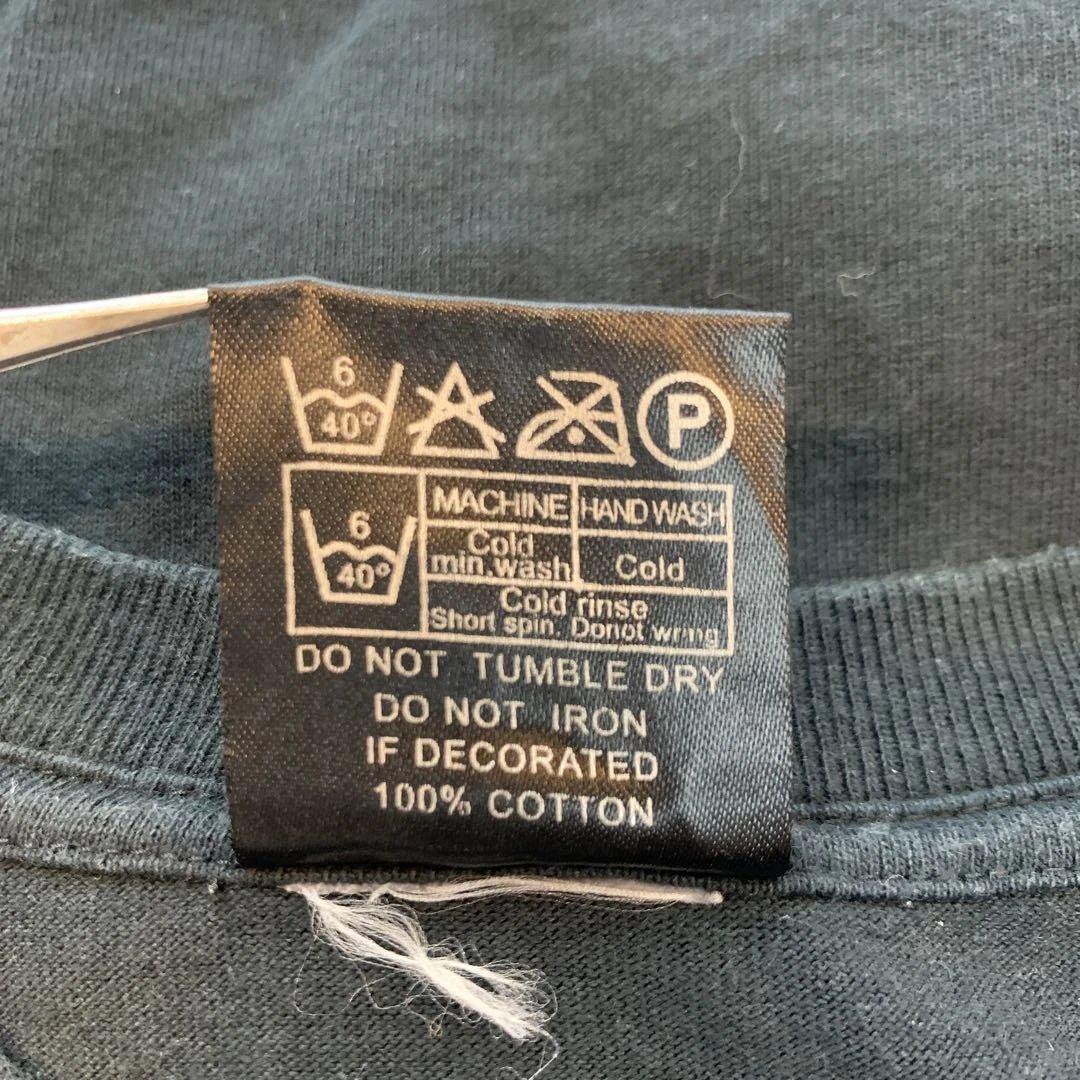 6
40°
P
6
40°
MACHINE HAND WASH
Cold
min.wash
Cold
Cold rinse
Short spin. Donot wring
DO NOT TUMBLE DRY
DO NOT IRON
IF DECORATED
100% COTTON